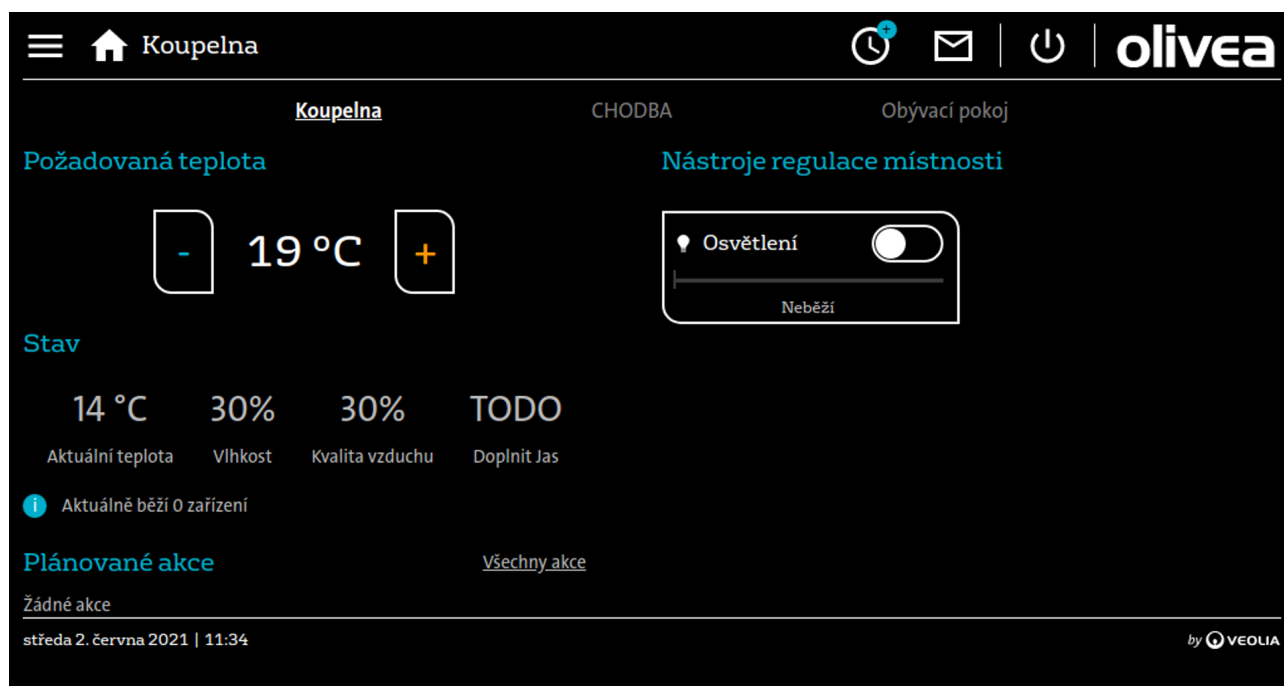 Koupelna
olivea
Koupelna CHODBA Obývací pokoj
Požadovaná teplota
- 19 °C +
Nástroje regulace místnosti
Osvětlení
Neběží
Stav
14 °C 30% 30% TODO
Aktuální teplota Vlhkost Kvalita vzduchu Doplnit Jas
i Aktuálně běží 0 zařízení
Plánované akce Všechny akce
Žádné akce
středa 2. června 2021 | 11:34
by VEOLIA